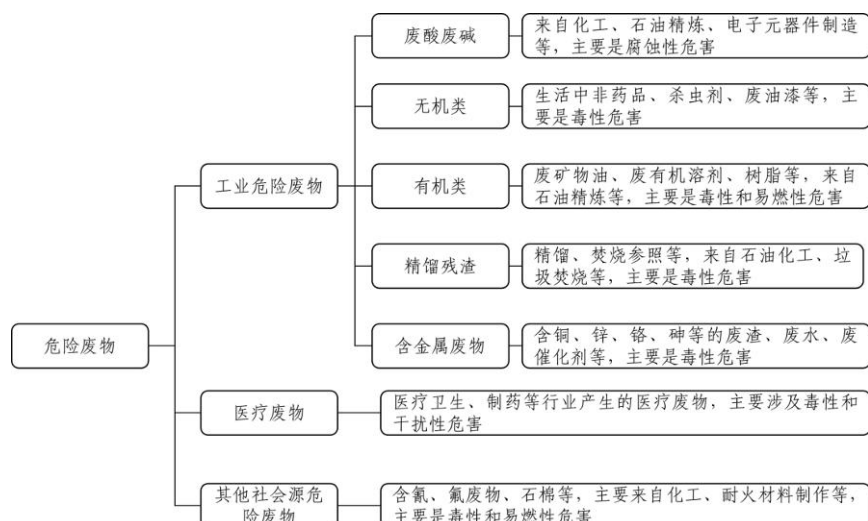 废酸废碱
来自化工、石油精炼、电子元器件制造
等，主要是腐蚀性危害
无机类
生活中非药品、杀虫剂、废油漆等，主
要是毒性危害
工业危险废物
有机类
废矿物油、废有机溶剂、树脂等，来自
石油精炼等，主要是毒性和易燃性危害
精馏残渣
精馏、焚烧参照等，来自石油化工、垃
圾焚烧等，主要是毒性危害
危险废物
含金属废物
含铜、锌、铬、砷等的废渣、废水、废
催化剂等，主要是毒性危害
医疗废物
医疗卫生、制药等行业产生的医疗废物，主要涉及毒性和
干扰性危害
其他社会源危
险废物
含氰、氟废物、石棉等，主要来自化工、耐火材料制作等，
主要是毒性和易燃性危害